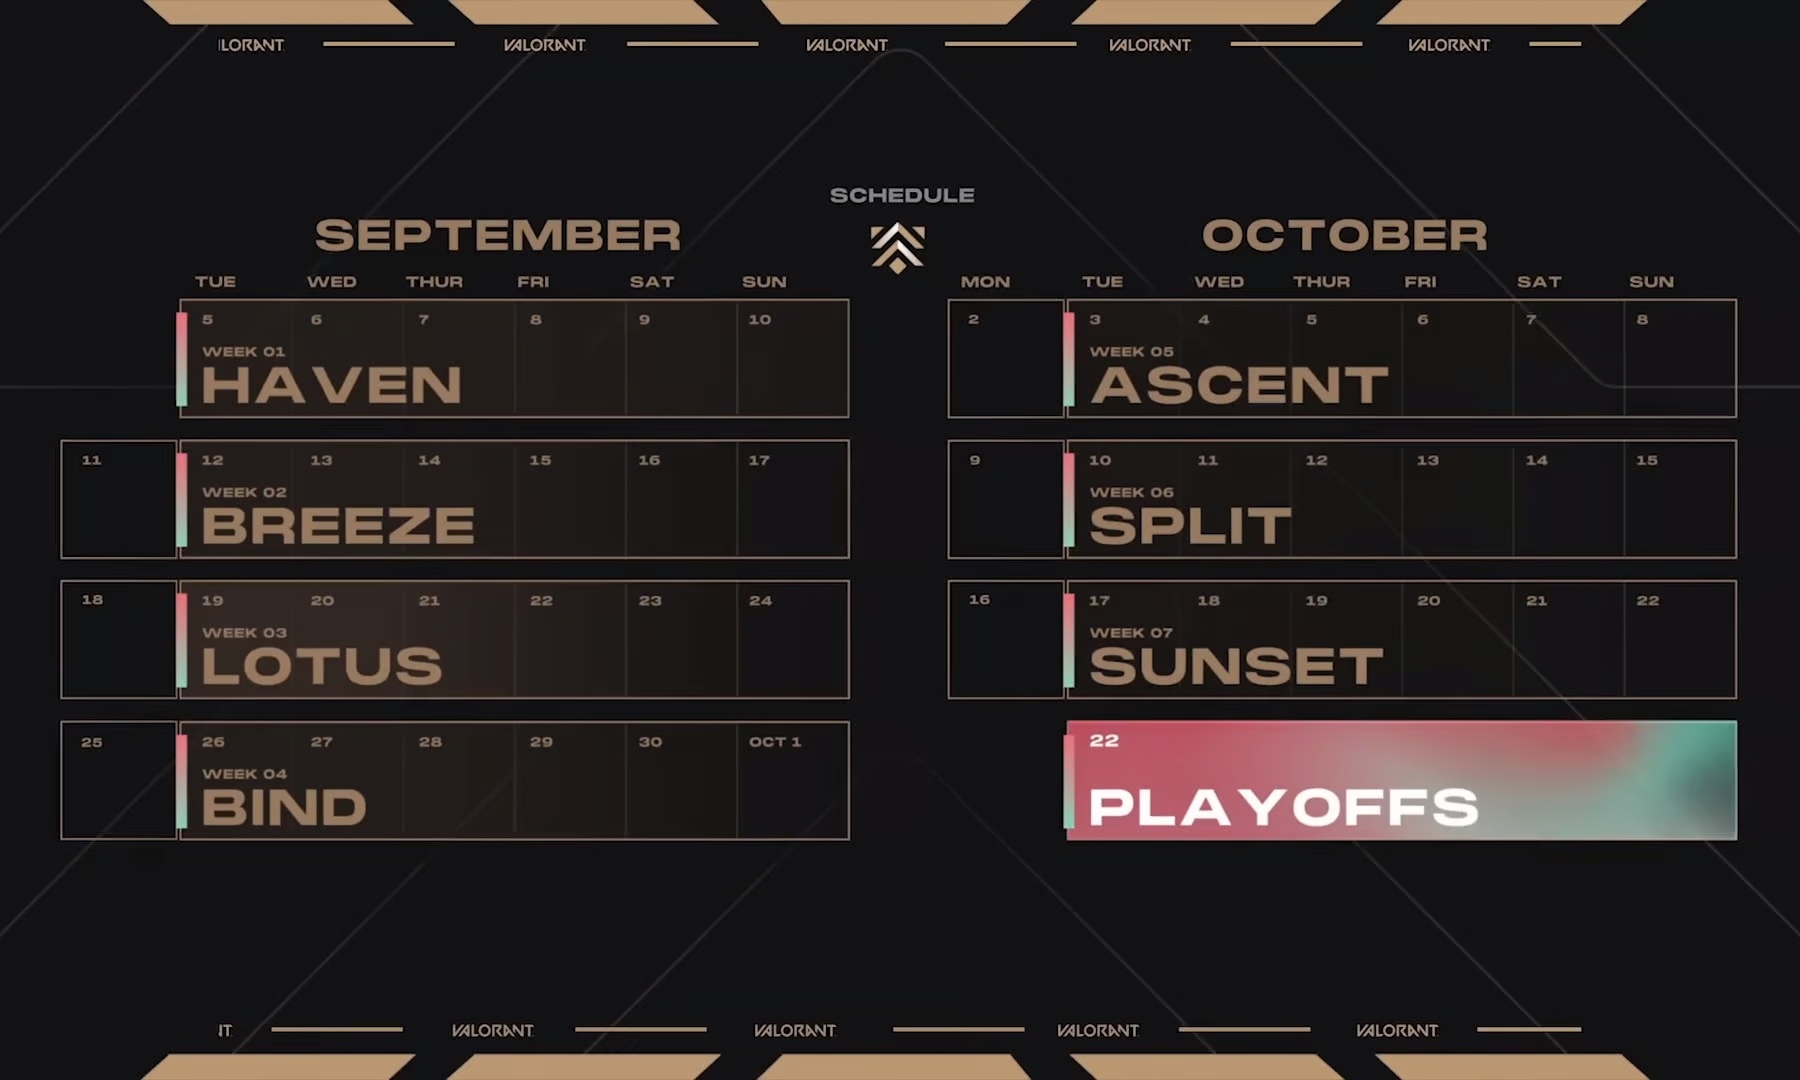 LORANT VALORANT VALORANT VALORANT VALORANT
SCHEDULE
SEPTEMBER
TUE WED THUR FRI SAT SUN
5 6 7 8 9 10
WEEK 01
HAVEN
11 12 13 14 15 16 17
WEEK 02
BREEZE
18 19 20 21 22 23 24
WEEK 03
LOTUS
25 26 27 28 29 30 OCT 1
WEEK 04
BIND
OCTOBER
MON TUE WED THUR FRI SAT SUN
2 3 4 5 6 7 8
WEEK 05
ASCENT
9 10 11 12 13 14 15
WEEK 06
SPLIT
16 17 18 19 20 21 22
WEEK 07
SUNSET
22
PLAYOFFS
VALORANT VALORANT VALORANT VALORANT